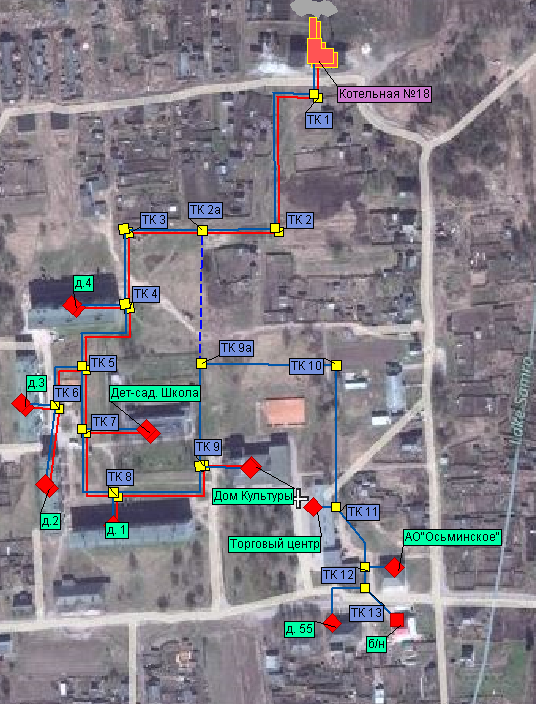 Котельная №18
ТК 1
ТК 2а
ТК 3
ТК 2
д.4
ТК 4
ТК 9а
ТК 5
ТК 10
д.3
ТК 6
Дет-сад. Школа
ТК 7
ТК 9
ТК 8
Дом Культуры
ТК 11
д.2
д. 1
Торговый центр
АО"Осьминское"
ТК 12
ТК 13
д. 55
б/н
Lake Samro